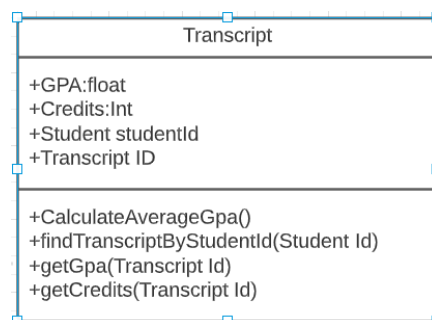 Transcript
+GPA:float
+Credits:Int
+Student studentId
+Transcript ID
+CalculateAverageGpa()
+findTranscriptByStudentId(Student Id)
+getGpa(Transcript Id)
+getCredits(Transcript Id)